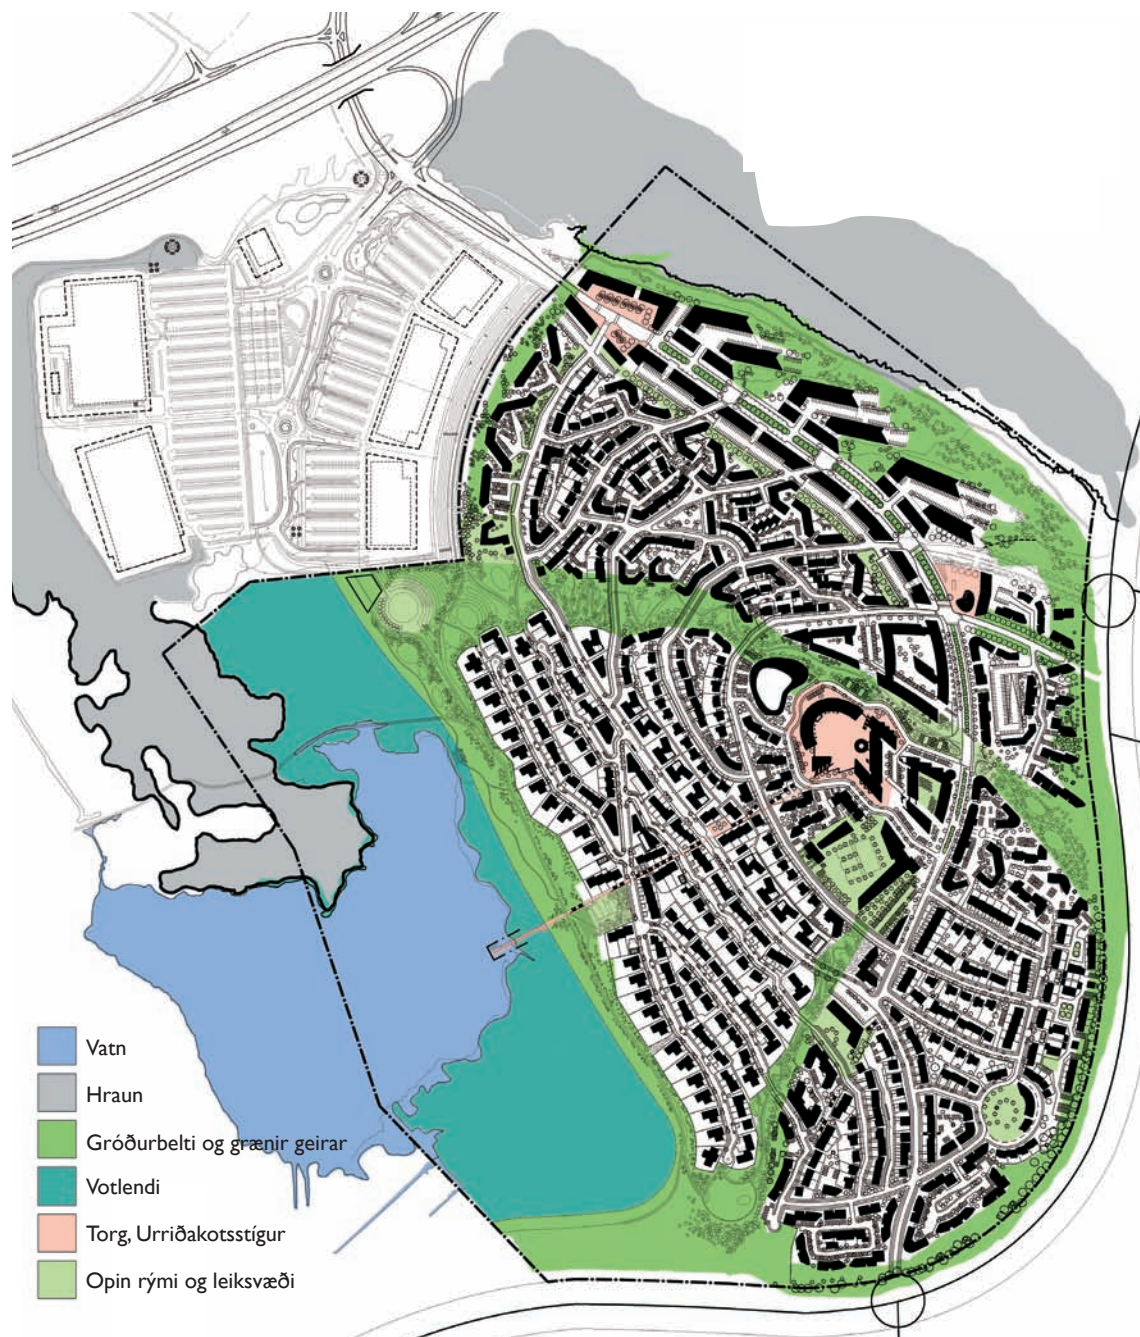 Vatn
Hraun
Gróðurbelti og grænir geirar
Votlendi
Torg, Urriðakotsstígur
Opin rými og leiksvæði